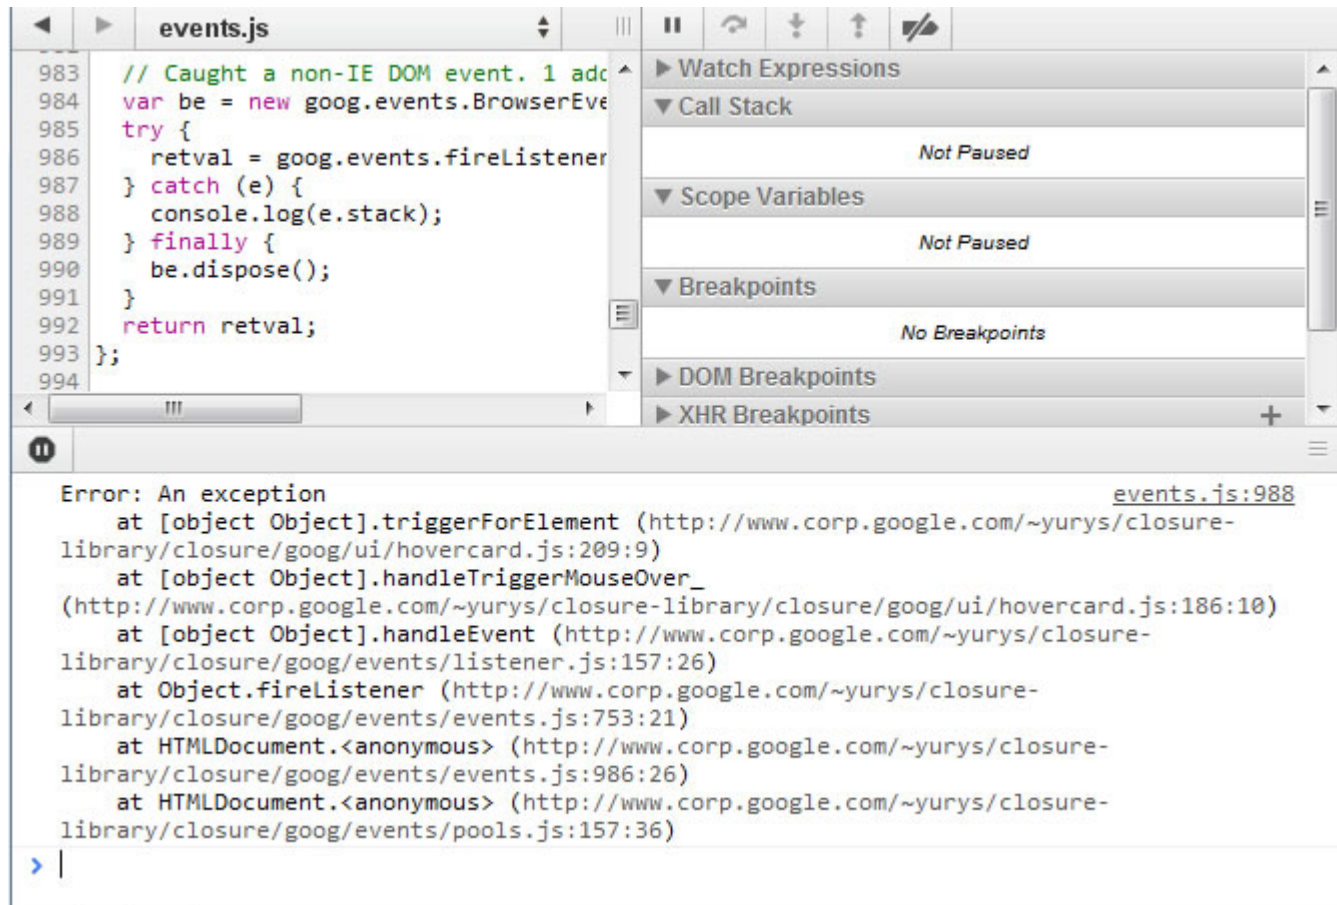 events.js
983 // Caught a non-IE DOM event. 1
984 var be = new goog.events.
985 try {
986 retval = goog.events.fireListener
987 } catch (e) {
988 console.log(e.stack);
989 } finally {
990 be.dispose();
991 }
992 return retval;
993 };
994
Watch Expressions
Call Stack
Not Paused
Scope Variables
Not Paused
Breakpoints
No Breakpoints
DOM Breakpoints
XHR Breakpoints +
Error: An exception events.js:988
at [object Object].triggerForElement (http://www.corp.google.com/~yurys/closure-
library/closure/goog/ui/hovercard.js:209:9)
at [object Object].handleTriggerMouseOver_
(http://www.corp.google.com/~yurys/closure-library/closure/goog/ui/hovercard.js:186:10)
at [object Object].handleEvent (http://www.corp.google.com/~yurys/closure-
library/closure/goog/events/listener.js:157:26)
at Object.fireListener (http://www.corp.google.com/~yurys/closure-
library/closure/goog/events/events.js:753:21)
at HTMLDocument.<anonymous> (http://www.corp.google.com/~yurys/closure-
library/closure/goog/events/events.js:986:26)
at HTMLDocument.<anonymous> (http://www.corp.google.com/~yurys/closure-
library/closure/goog/events/pools.js:157:36)
>